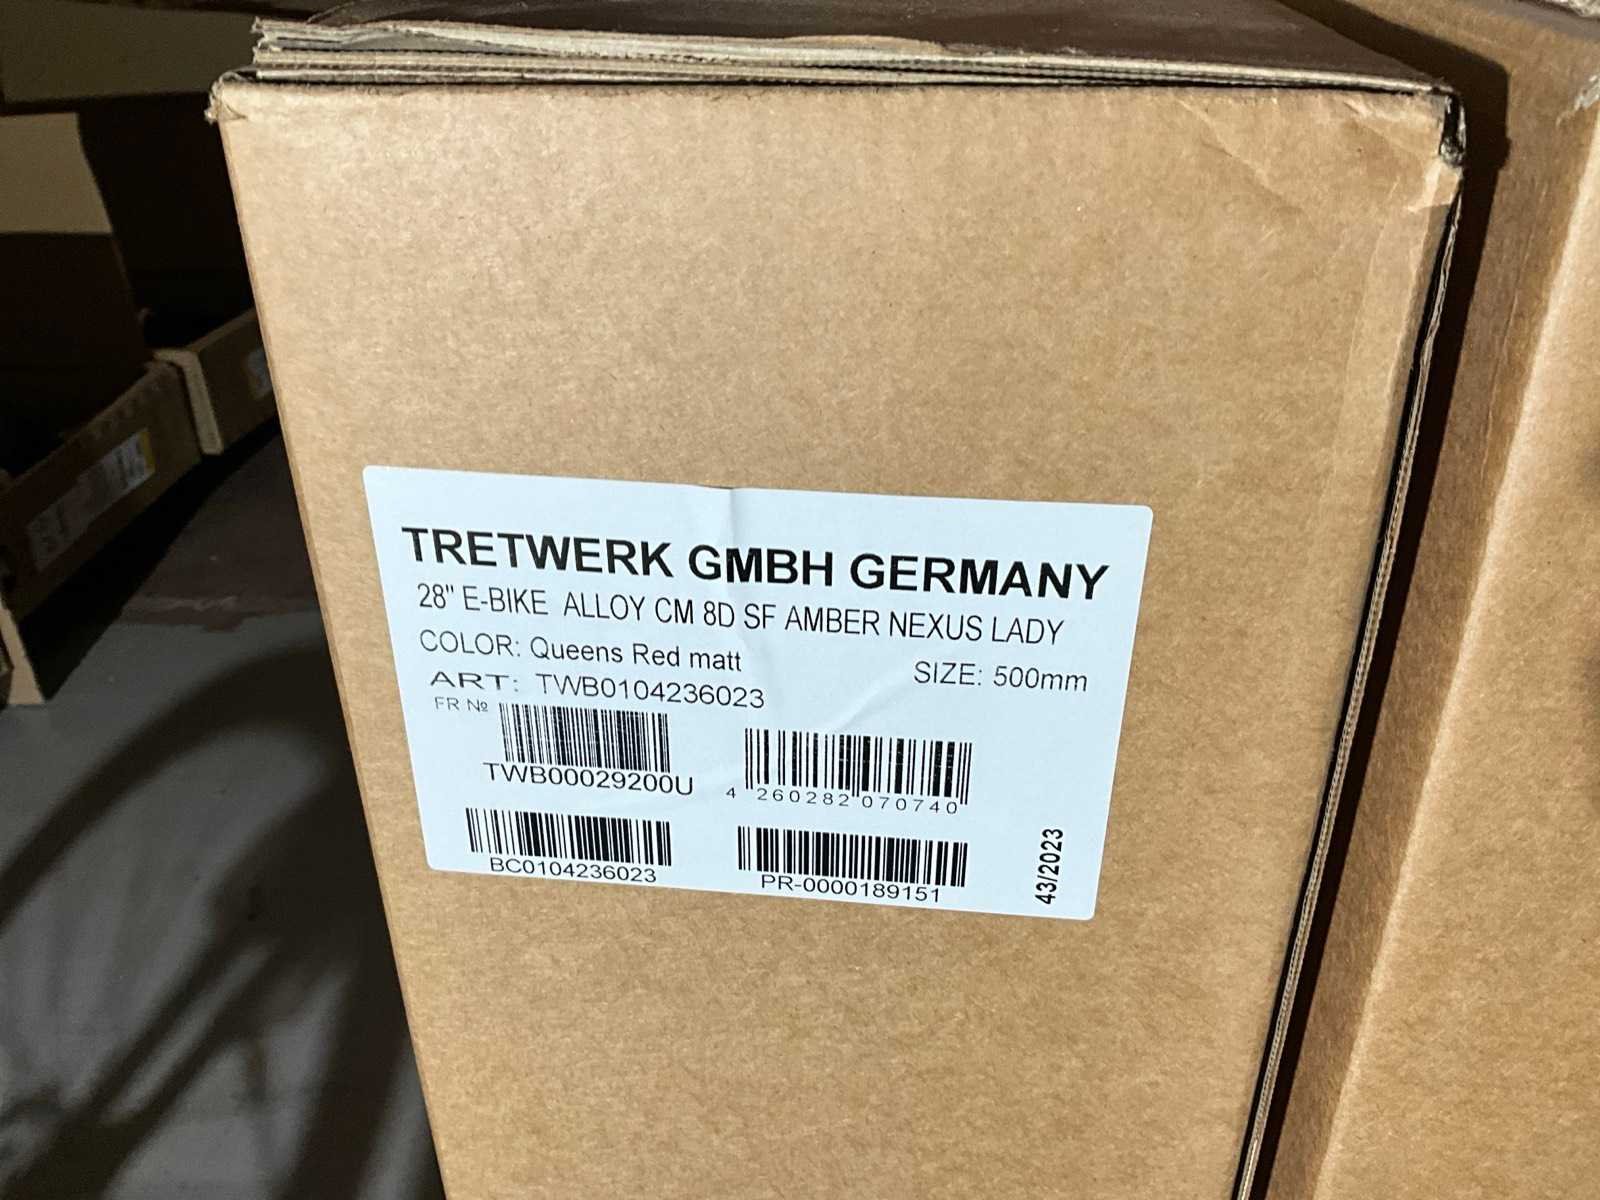 TRETWERK GMBH GERMANY
28" E-BIKE ALLOY CM 8D SF AMBER NEXUS LADY
COLOR: Queens Red matt
SIZE: 500mm
ART: TWB0104236023
FR №
TWB00029200U
4 260282 070740
BC0104236023
PR-0000189151
43/2023